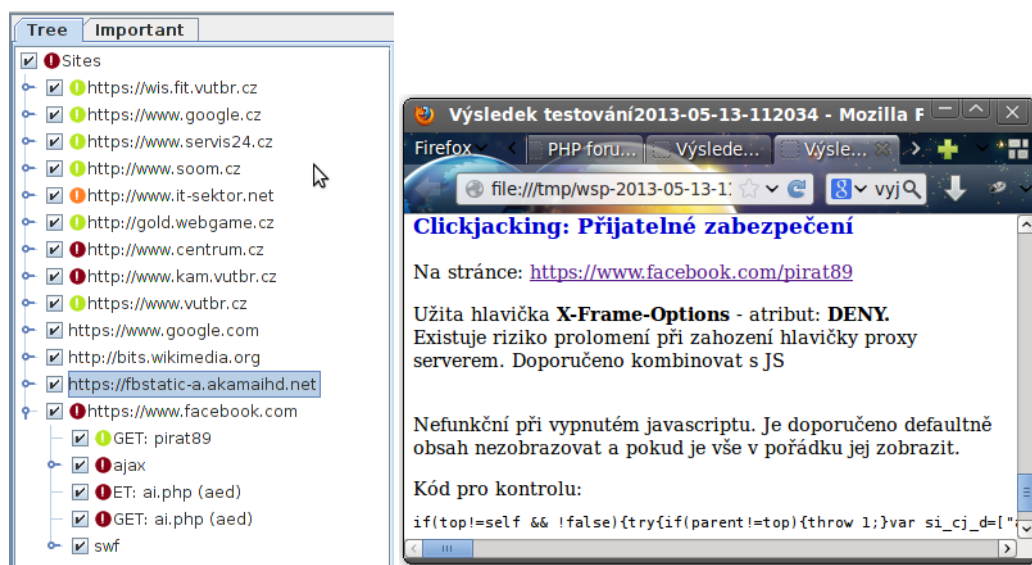 Tree Important
Sites
https://wis.fit.vutbr.cz
https://www.google.cz
https://www.servis24.cz
http://www.soom.cz
http://www.it-sektor.net
http://gold.webgame.cz
http://www.centrum.cz
http://www.kam.vutbr.cz
https://www.vutbr.cz
https://www.google.com
http://bits.wikimedia.org
https://fbstatic-a.akamaihd.net
https://www.facebook.com
GET: pirat89
ajax
ET: ai.php (aed)
GET: ai.php (aed)
swf
Výsledek testování2013-05-13-112034 - Mozilla F
Firefox PHP foru... Výslede... Výsle...
file:///tmp/wsp-2013-05-13-1 8 vyj
Clickjacking: Přijatelné zabezpečení
Na stránce: https://www.facebook.com/pirat89
Užita hlavička X-Frame-Options - atribut: DENY.
Existuje riziko prolomení při zahození hlavičky proxy
serverem. Doporučeno kombinovat s JS
Nefunkční při vypnutém javascriptu. Je doporučeno defaultně
obsah nezobrazovat a pokud je vše v pořádku jej zobrazit.
Kód pro kontrolu:
if(top!=self && !false){try{if(parent!=top){throw 1;}var si_cj_d=["